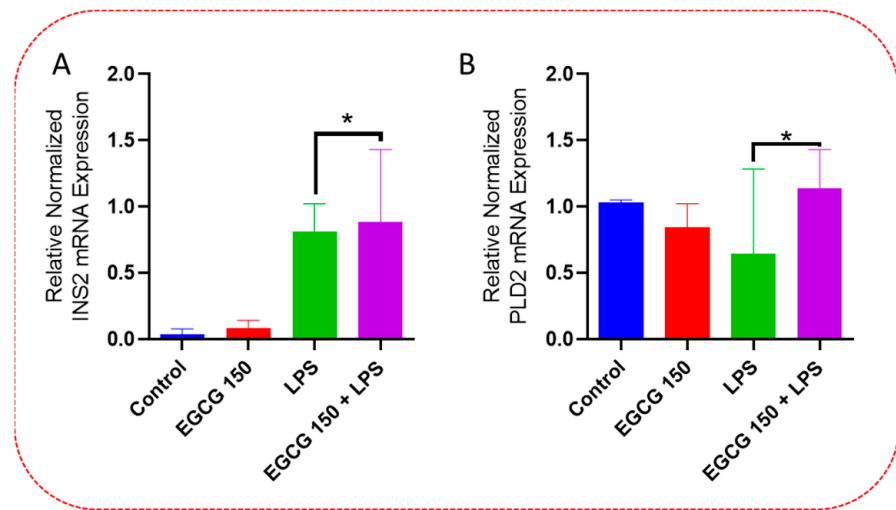 A
Relative Normalized
INS2 mRNA Expression
2.0
1.5
1.0
0.5
0.0
*
Control
EGCG 150
LPS
EGCG 150 + LPS
B
Relative Normalized
PLD2 mRNA Expression
2.0
1.5
1.0
0.5
0.0
*
Control
EGCG 150
LPS
EGCG 150 + LPS